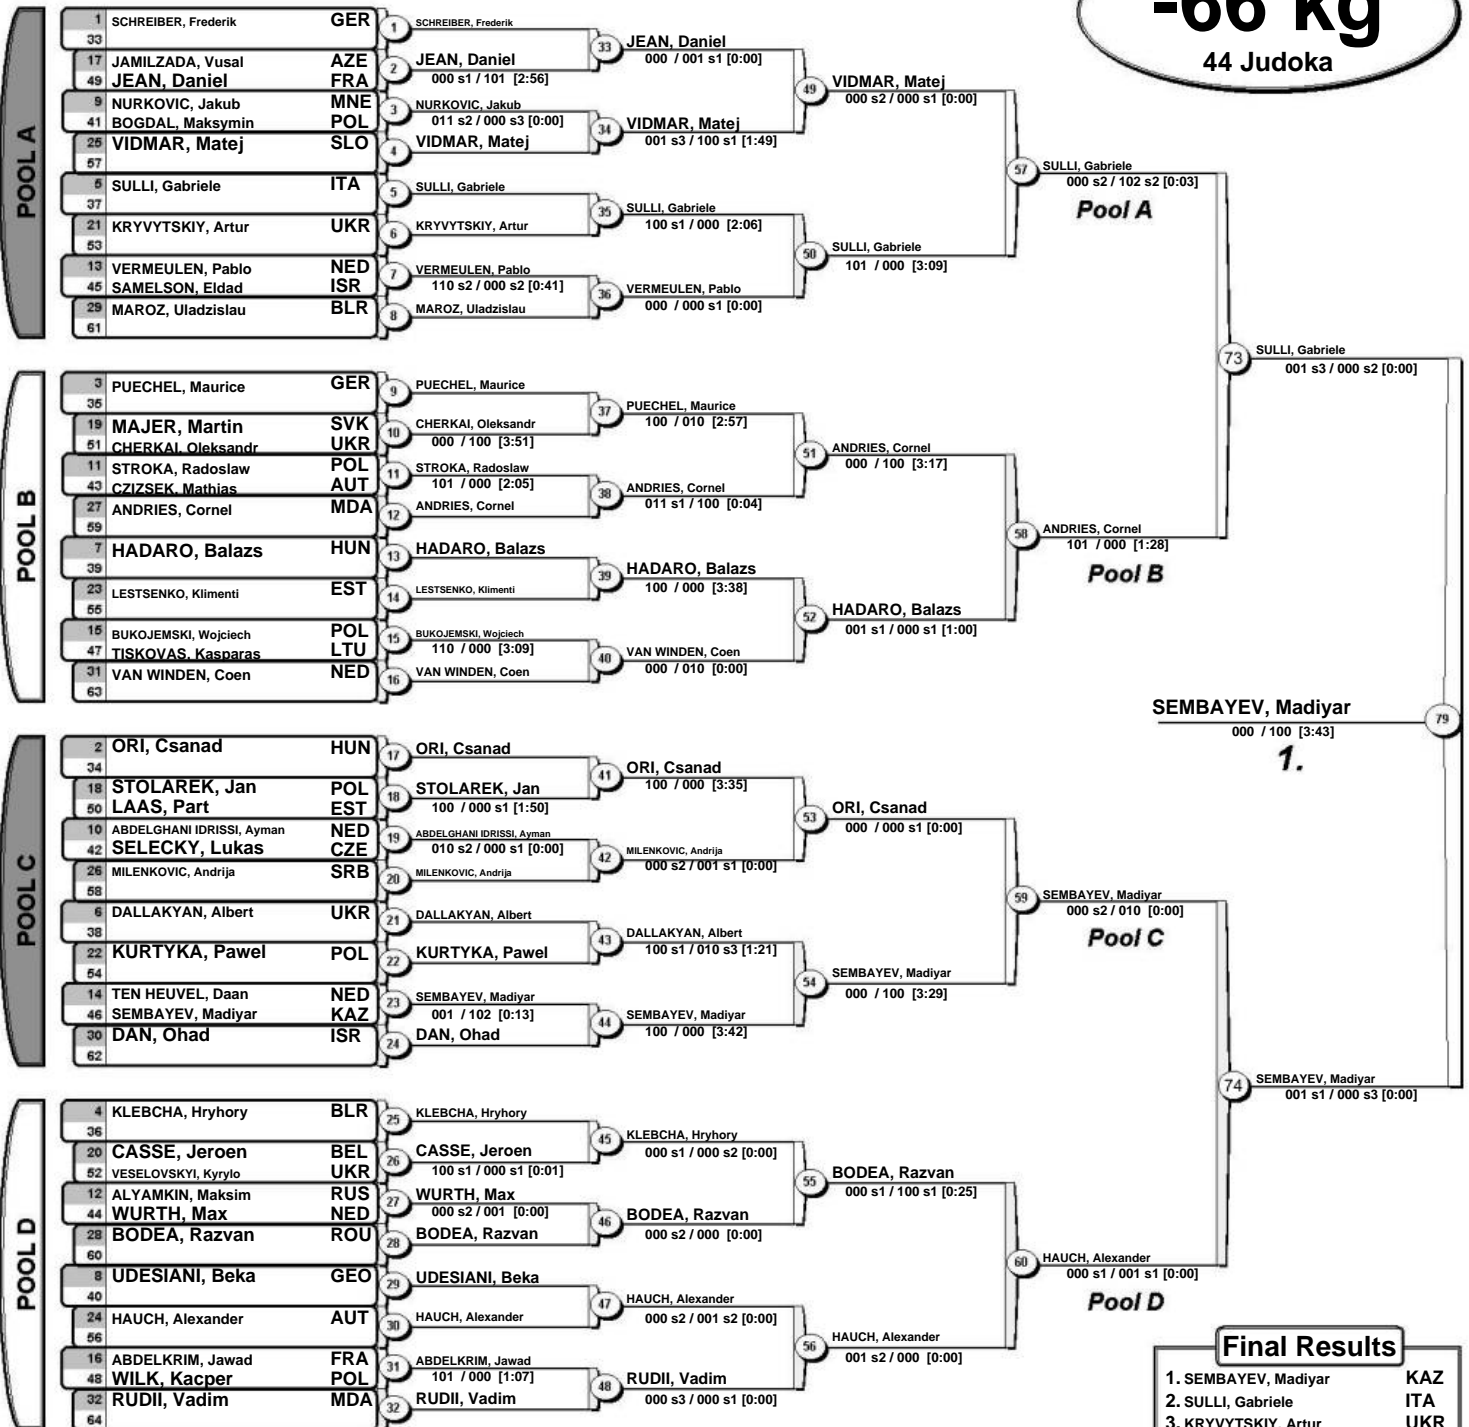 -66 kg
44 Judoka
POOL A
1 SCHREIBER, Frederik GER
33
17 JAMILZADA, Vusal AZE
49 JEAN, Daniel FRA
9 NURKOVIC, Jakub MNE
41 BOGDAL, Maksymin POL
25 VIDMAR, Matej SLO
57
5 SULLI, Gabriele ITA
37
21 KRYVYTSKIY, Artur UKR
53
13 VERMEULEN, Pablo NED
45 SAMELSON, Eldad ISR
29 MAROZ, Uladzislau BLR
61
1 SCHREIBER, Frederik
2 JEAN, Daniel
000 s1 / 101 [2:56]
3 NURKOVIC, Jakub
011 s2 / 000 s3 [0:00]
4 VIDMAR, Matej
5 SULLI, Gabriele
6 KRYVYTSKIY, Artur
7 VERMEULEN, Pablo
110 s2 / 000 s2 [0:41]
8 MAROZ, Uladzislau
33 JEAN, Daniel
000 / 001 s1 [0:00]
34 VIDMAR, Matej
001 s3 / 100 s1 [1:49]
35 SULLI, Gabriele
100 s1 / 000 [2:06]
36 VERMEULEN, Pablo
000 / 000 s1 [0:00]
49 VIDMAR, Matej
000 s2 / 000 s1 [0:00]
50 SULLI, Gabriele
101 / 000 [3:09]
57 SULLI, Gabriele
000 s2 / 102 s2 [0:03]
Pool A
POOL B
3 PUECHEL, Maurice GER
35
19 MAJER, Martin SVK
51 CHERKAI, Oleksandr UKR
11 STROKA, Radoslaw POL
43 CZIZSEK, Mathias AUT
27 ANDRIES, Cornel MDA
59
7 HADARO, Balazs HUN
39
23 LESTSENKO, Klimenti EST
55
15 BUKOJEMSKI, Wojciech POL
47 TISKOVAS, Kasparas LTU
31 VAN WINDEN, Coen NED
63
9 PUECHEL, Maurice
10 CHERKAI, Oleksandr
000 / 100 [3:51]
11 STROKA, Radoslaw
101 / 000 [2:05]
12 ANDRIES, Cornel
13 HADARO, Balazs
14 LESTSENKO, Klimenti
15 BUKOJEMSKI, Wojciech
110 / 000 [3:09]
16 VAN WINDEN, Coen
37 PUECHEL, Maurice
100 / 010 [2:57]
38 ANDRIES, Cornel
011 s1 / 100 [0:04]
39 HADARO, Balazs
100 / 000 [3:38]
40 VAN WINDEN, Coen
000 / 010 [0:00]
51 ANDRIES, Cornel
000 / 100 [3:17]
52 HADARO, Balazs
001 s1 / 000 s1 [1:00]
58 ANDRIES, Cornel
101 / 000 [1:28]
Pool B
73 SULLI, Gabriele
001 s3 / 000 s2 [0:00]
SEMBAYEV, Madiyar 79
000 / 100 [3:43]
1.
POOL C
2 ORI, Csanad HUN
34
18 STOLAREK, Jan POL
50 LAAS, Part EST
10 ABDELGHANI IDRISSI, Ayman NED
42 SELECKY, Lukas CZE
26 MILENKOVIC, Andrija SRB
58
6 DALLAKYAN, Albert UKR
38
22 KURTYKA, Pawel POL
54
14 TEN HEUVEL, Daan NED
46 SEMBAYEV, Madiyar KAZ
30 DAN, Ohad ISR
62
17 ORI, Csanad
18 STOLAREK, Jan
100 / 000 s1 [1:50]
19 ABDELGHANI IDRISSI, Ayman
010 s2 / 000 s1 [0:00]
20 MILENKOVIC, Andrija
21 DALLAKYAN, Albert
22 KURTYKA, Pawel
23 SEMBAYEV, Madiyar
001 / 102 [0:13]
24 DAN, Ohad
41 ORI, Csanad
100 / 000 [3:35]
42 MILENKOVIC, Andrija
000 s2 / 001 s1 [0:00]
43 DALLAKYAN, Albert
100 s1 / 010 s3 [1:21]
44 SEMBAYEV, Madiyar
100 / 000 [3:42]
53 ORI, Csanad
000 / 000 s1 [0:00]
54 SEMBAYEV, Madiyar
000 / 100 [3:29]
59 SEMBAYEV, Madiyar
000 s2 / 010 [0:00]
Pool C
POOL D
4 KLEBCHA, Hryhory BLR
36
20 CASSE, Jeroen BEL
52 VESELOVSKYI, Kyrylo UKR
12 ALYAMKIN, Maksim RUS
44 WURTH, Max NED
28 BODEA, Razvan ROU
60
8 UDESIANI, Beka GEO
40
24 HAUCH, Alexander AUT
56
16 ABDELKRIM, Jawad FRA
48 WILK, Kacper POL
32 RUDII, Vadim MDA
64
25 KLEBCHA, Hryhory
26 CASSE, Jeroen
100 s1 / 000 s1 [0:01]
27 WURTH, Max
000 s2 / 001 [0:00]
28 BODEA, Razvan
29 UDESIANI, Beka
30 HAUCH, Alexander
31 ABDELKRIM, Jawad
101 / 000 [1:07]
32 RUDII, Vadim
45 KLEBCHA, Hryhory
000 s1 / 000 s2 [0:00]
46 BODEA, Razvan
000 s2 / 000 [0:00]
47 HAUCH, Alexander
000 s2 / 001 s2 [0:00]
48 RUDII, Vadim
000 s3 / 000 s1 [0:00]
55 BODEA, Razvan
000 s1 / 100 s1 [0:25]
56 HAUCH, Alexander
001 s2 / 000 [0:00]
60 HAUCH, Alexander
000 s1 / 001 s1 [0:00]
Pool D
74 SEMBAYEV, Madiyar
001 s1 / 000 s3 [0:00]
Final Results
1. SEMBAYEV, Madiyar KAZ
2. SULLI, Gabriele ITA
3. KRYVYTSKIY, Artur UKR